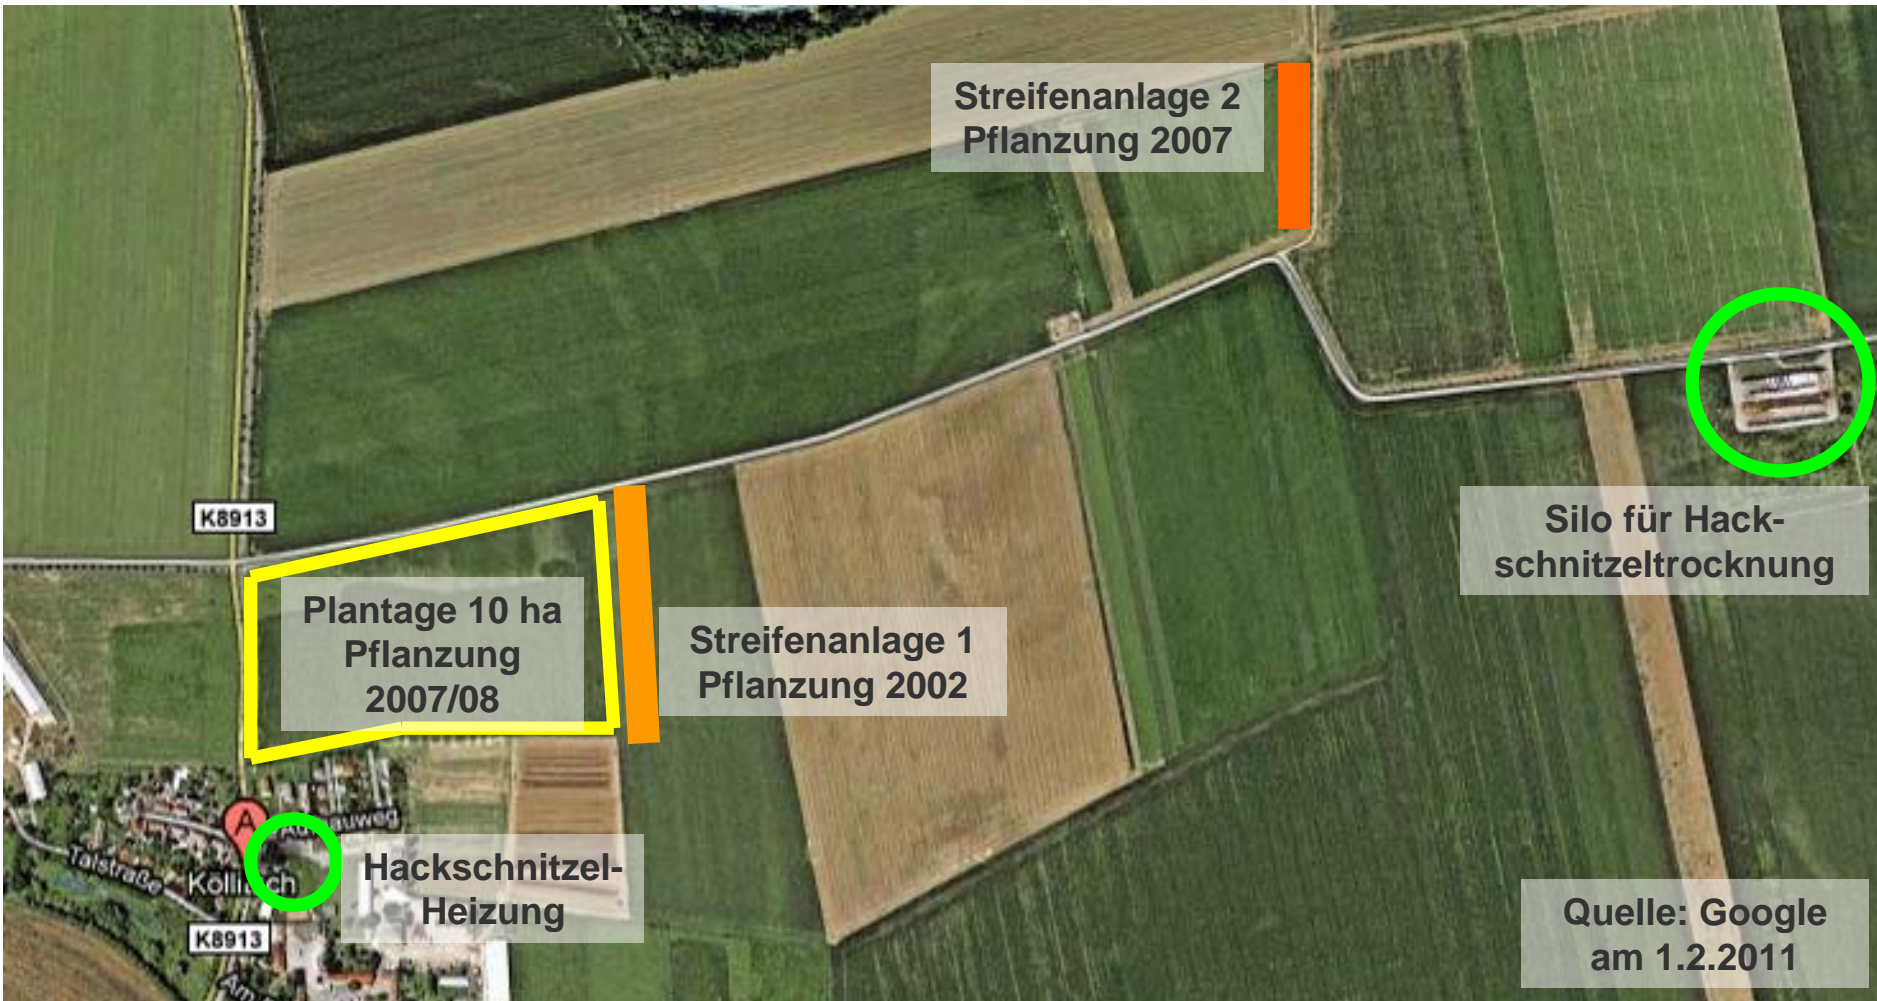 Streifenanlage 2
Pflanzung 2007
K8913
Silo für Hack-
schnitzeltrocknung
Plantage 10 ha
Pflanzung
2007/08
Streifenanlage 1
Pflanzung 2002
A
Talstraße
Hackschnitzel-
Heizung
K8913
Quelle: Google
am 1.2.2011